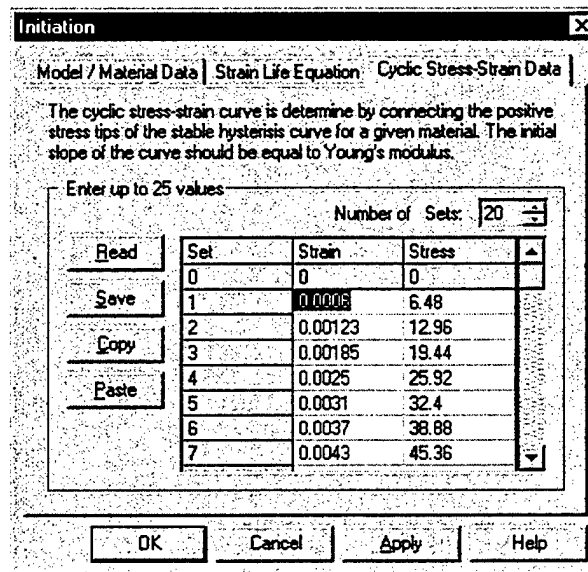 Initiation
Model / Material Data Strain Life Equation Cyclic Stress-Strain Data
The cyclic stress-strain curve is determine by connecting the positive
stress tips of the stable hysterisis curve for a given material. The initial
slope of the curve should be equal to Young's modulus.
Enter up to 25 values
Number of Sets: 20
Read
Save
Copy
Paste
Set Strain Stress
0 0 0
1 0.0006 6.48
2 0.00123 12.96
3 0.00185 19.44
4 0.0025 25.92
5 0.0031 32.4
6 0.0037 38.88
7 0.0043 45.36
OK Cancel Apply Help